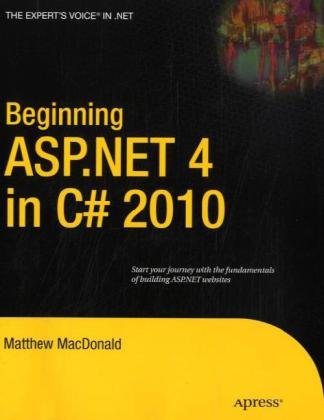 THE EXPERT'S VOICE® IN .NET
Beginning
ASP.NET 4
in C# 2010
Start your journey with the fundamentals
of building ASP.NET websites
Matthew MacDonald
Apress®